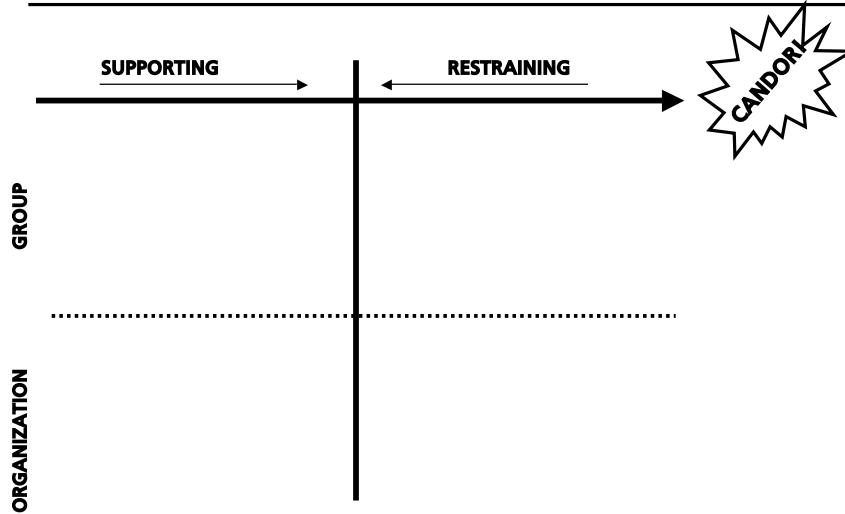 SUPPORTING
RESTRAINING
CANDOR!
GROUP
ORGANIZATION